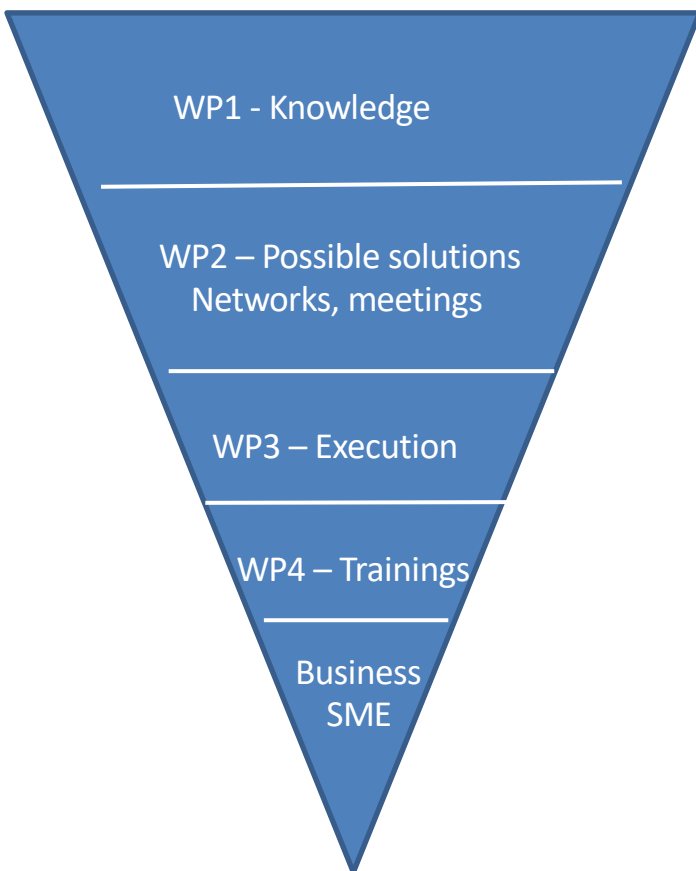 WP1 - Knowledge
WP2 – Possible solutions
Networks, meetings
WP3 – Execution
WP4 – Trainings
Business
SME